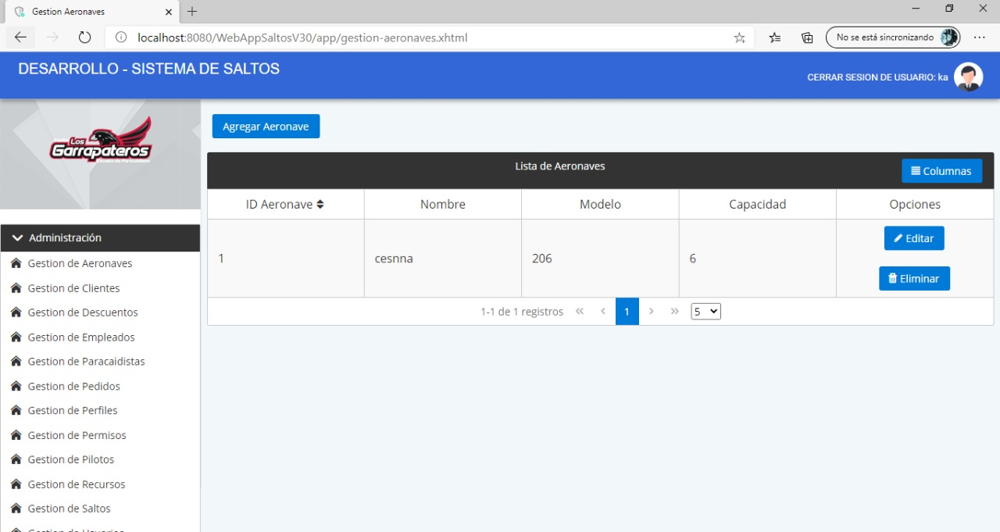 Gestion Aeronaves
localhost:8080/WebAppSaltosV30/app/gestion-aeronaves.xhtml
No se está sincronizando
DESARROLLO - SISTEMA DE SALTOS
CERRAR SESION DE USUARIO: ka
Los
Garrapateros
Agregar Aeronave
Lista de Aeronaves
Columnas
ID Aeronave Nombre Modelo Capacidad Opciones
1 cesnna 206 6
Editar
Eliminar
1-1 de 1 registros 1 5
Administración
Gestion de Aeronaves
Gestion de Clientes
Gestion de Descuentos
Gestion de Empleados
Gestion de Paracaidistas
Gestion de Pedidos
Gestion de Perfiles
Gestion de Permisos
Gestion de Pilotos
Gestion de Recursos
Gestion de Saltos